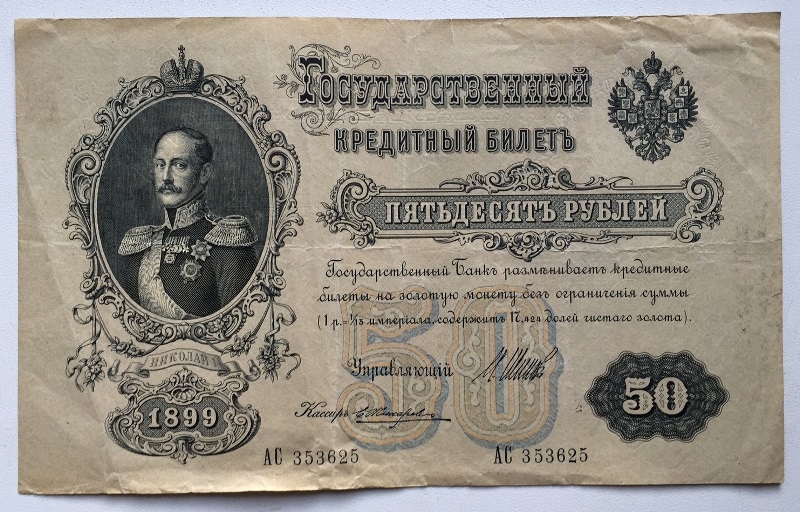 Государственный
кредитный билетъ
пятьдесятъ рублей
Государственный Банкъ размѣниваетъ кредитные
билеты на золотую монету безъ ограниченія суммы
(1 р.=1/15 имперіала, содержитъ 17,424 долей чистаго золота).
50
Управляющій
Кассиръ
50
НИКОЛАЙ I
1899
АС 353625
АС 353625